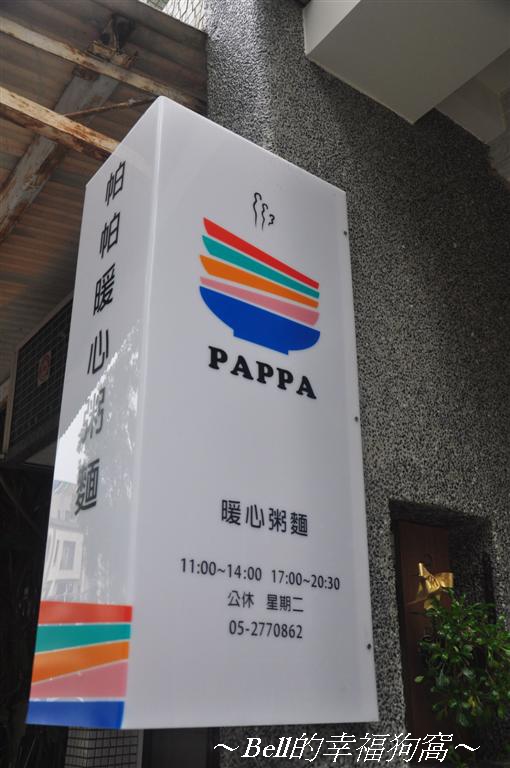 帕帕暖心粥麵
PAPPA
暖心粥麵
11:00~14:00 17:00~20:30
公休 星期二
05-2770862
～Bell的幸福狗窩～